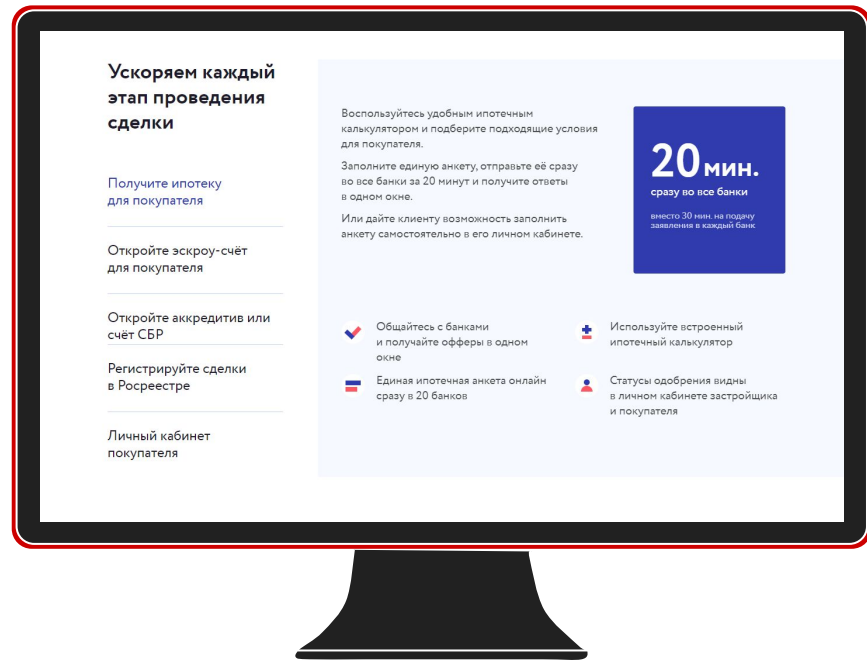 Ускоряем каждый
этап проведения
сделки
Получите ипотеку
для покупателя
Откройте эскроу-счёт
для покупателя
Откройте аккредитив или
счёт СБР
Регистрируйте сделки
в Росреестре
Личный кабинет
покупателя
Воспользуйтесь удобным ипотечным
калькулятором и подберите подходящие условия
для покупателя.
Заполните единую анкету, отправьте её сразу
во все банки за 20 минут и получите ответы
в одном окне.
Или дайте клиенту возможность заполнить
анкету самостоятельно в его личном кабинете.
20 мин.
сразу во все банки
вместо 30 мин. на подачу
заявления в каждый банк
Общайтесь с банками
и получайте офферы в одном
окне
Используйте встроенный
ипотечный калькулятор
Единая ипотечная анкета онлайн
сразу в 20 банков
Статусы одобрения видны
в личном кабинете застройщика
и покупателя